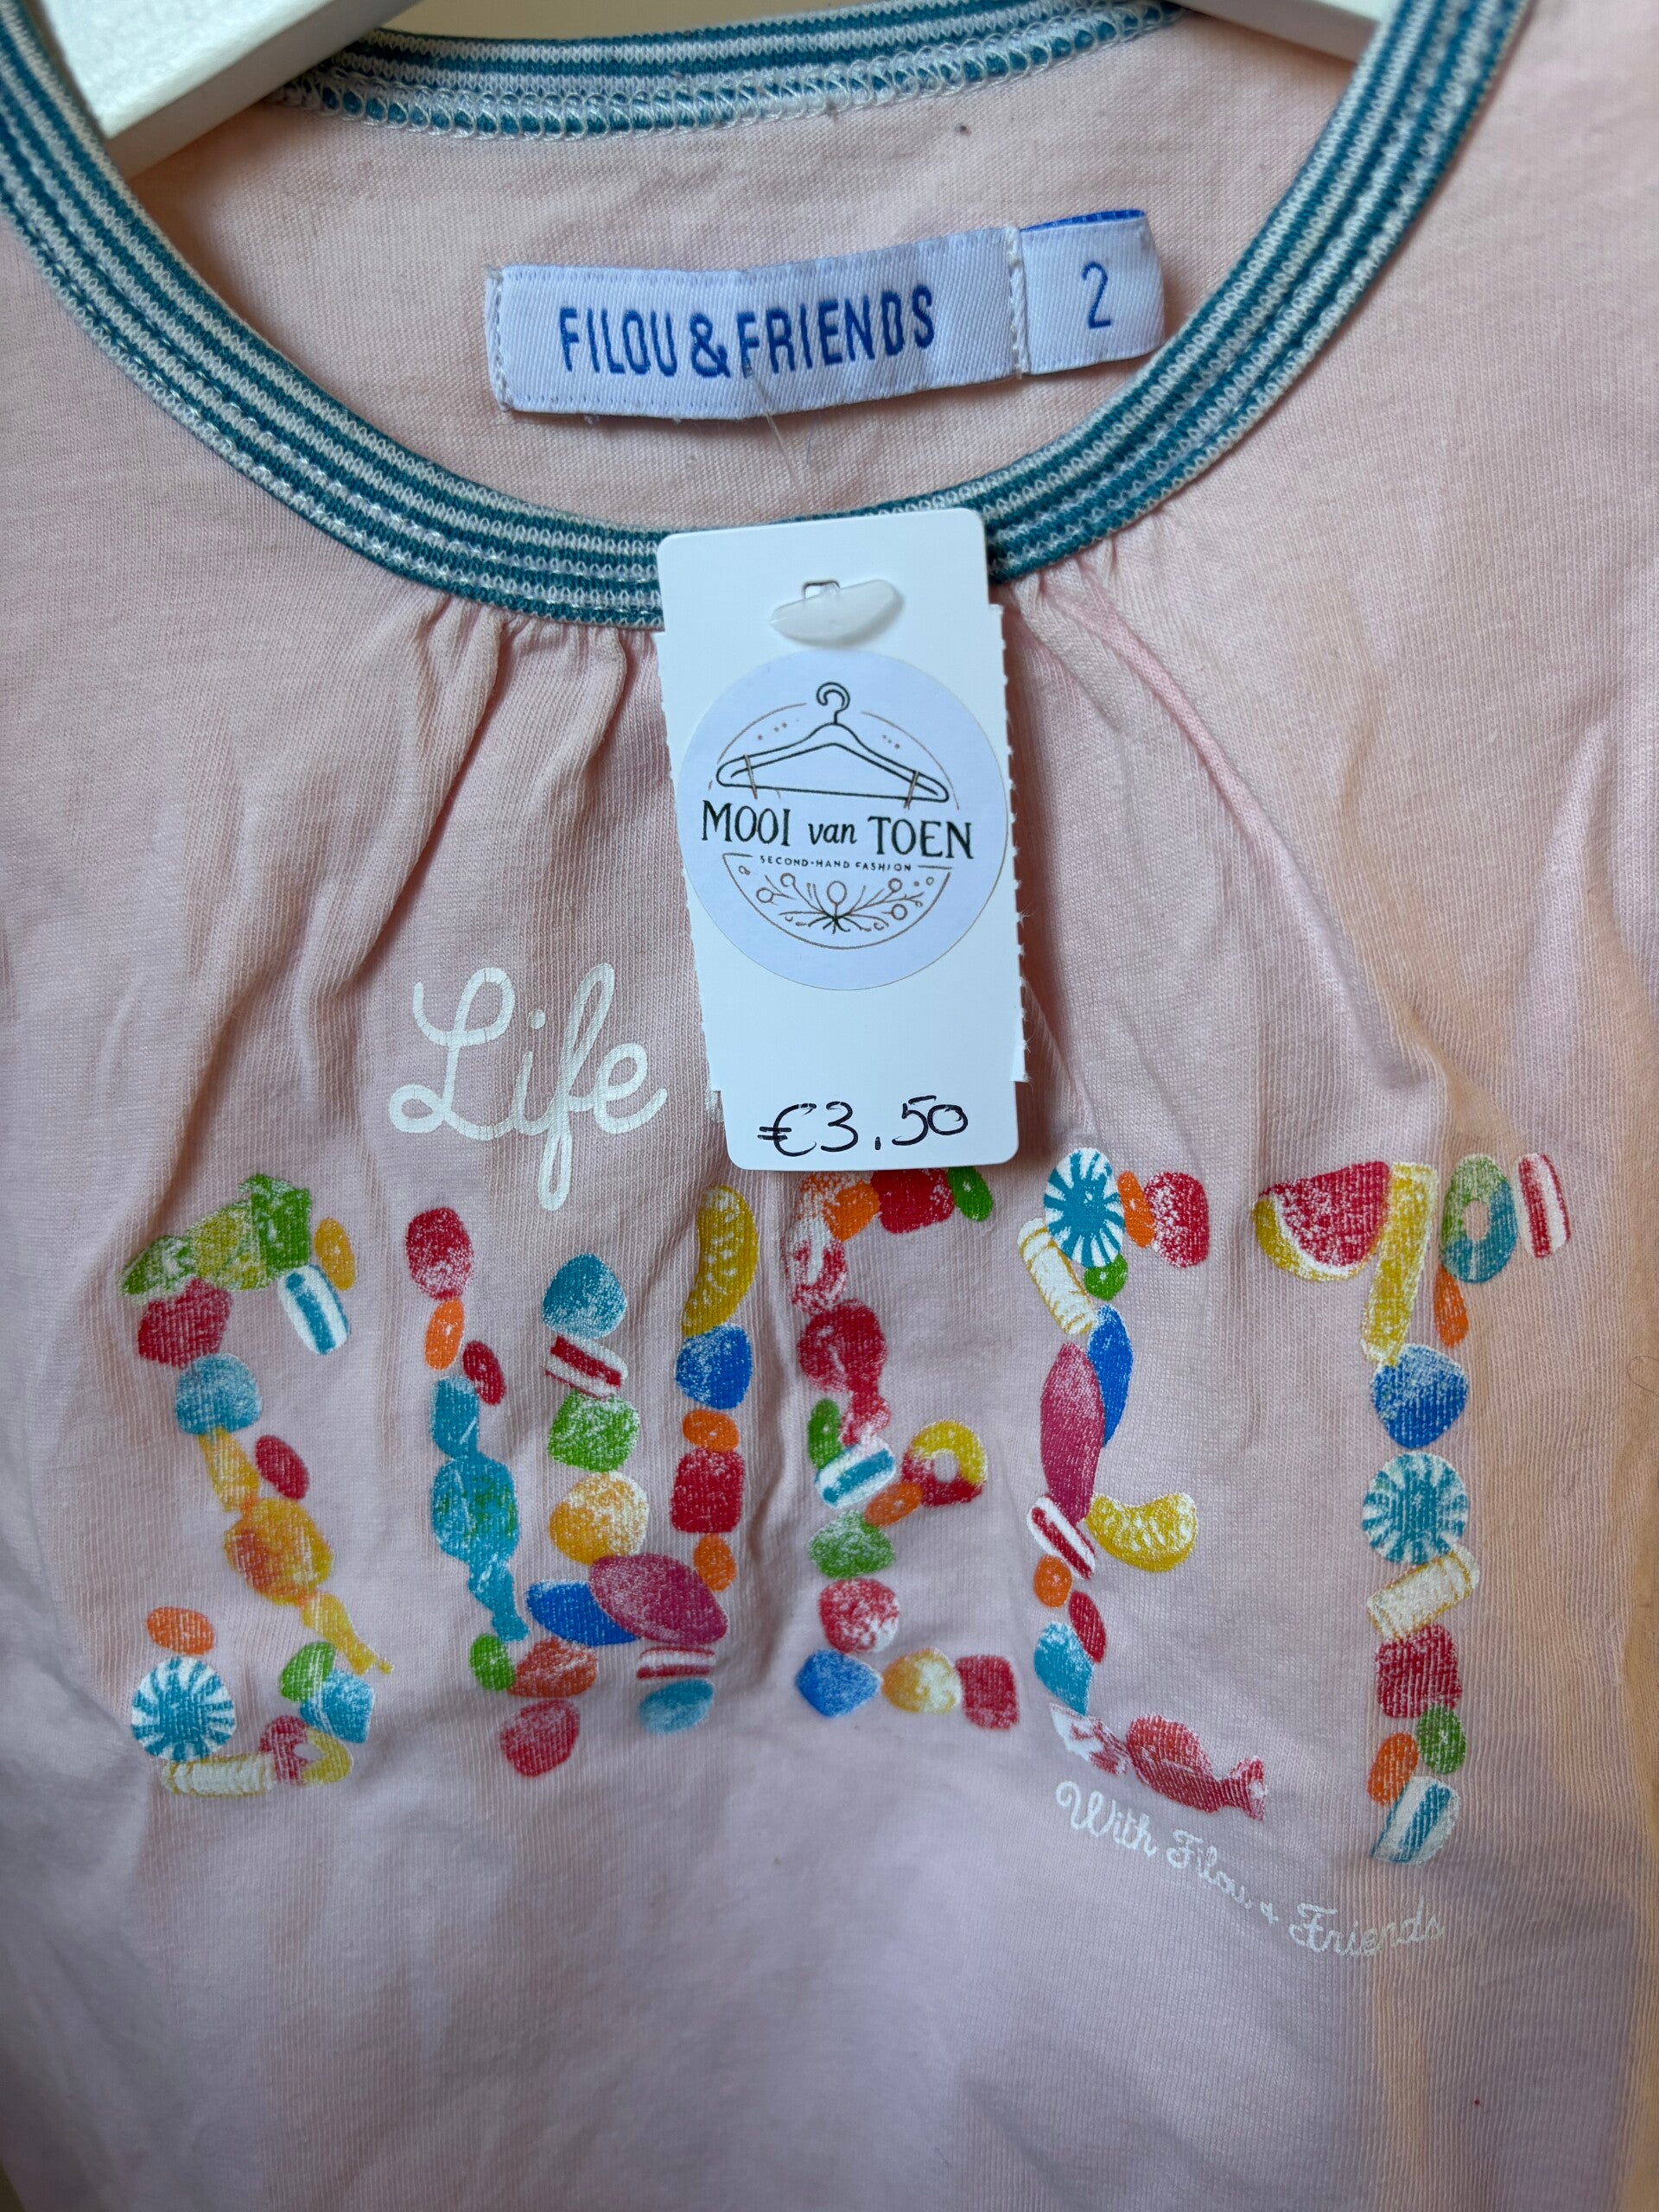 FILOU & FRIENDS 2
MOOI van TOEN
SECOND-HAND FASHION
€3.50
Life
SWEET
With Filou & Friends